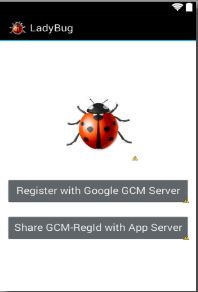 LadyBug
Register with Google GCM Server
Share GCM-RegId with App Server